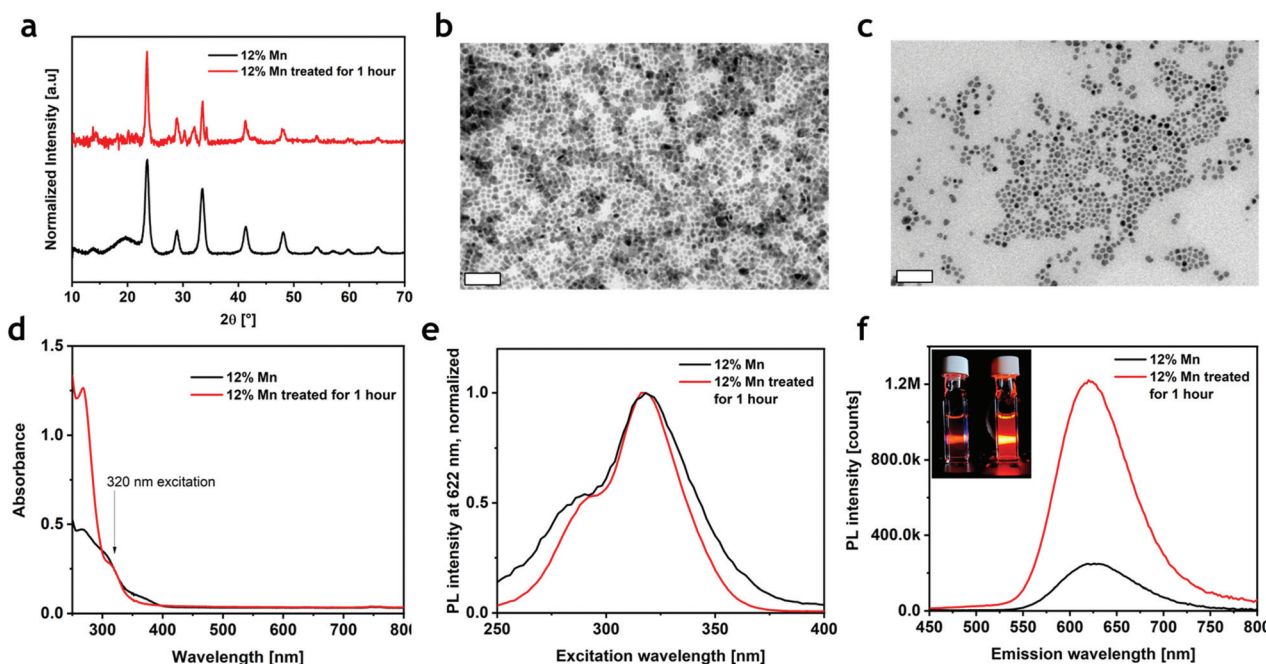 a
12% Mn
12% Mn treated for 1 hour
Normalized Intensity [a.u]
10 20 30 40 50 60 70
2θ [°]
b
c
d
1.5
1.0
0.5
0.0
Absorbance
12% Mn
12% Mn treated for 1 hour
320 nm excitation
300 400 500 600 700 800
Wavelength [nm]
e
1.0
0.5
0.0
PL intensity at 622 nm, normalized
12% Mn
12% Mn treated
for 1 hour
250 300 350 400
Excitation wavelength [nm]
f
1.2M
800.0k
400.0k
0.0
PL intensity [counts]
12% Mn
12% Mn treated
for 1 hour
450 500 550 600 650 700 750 800
Emission wavelength [nm]